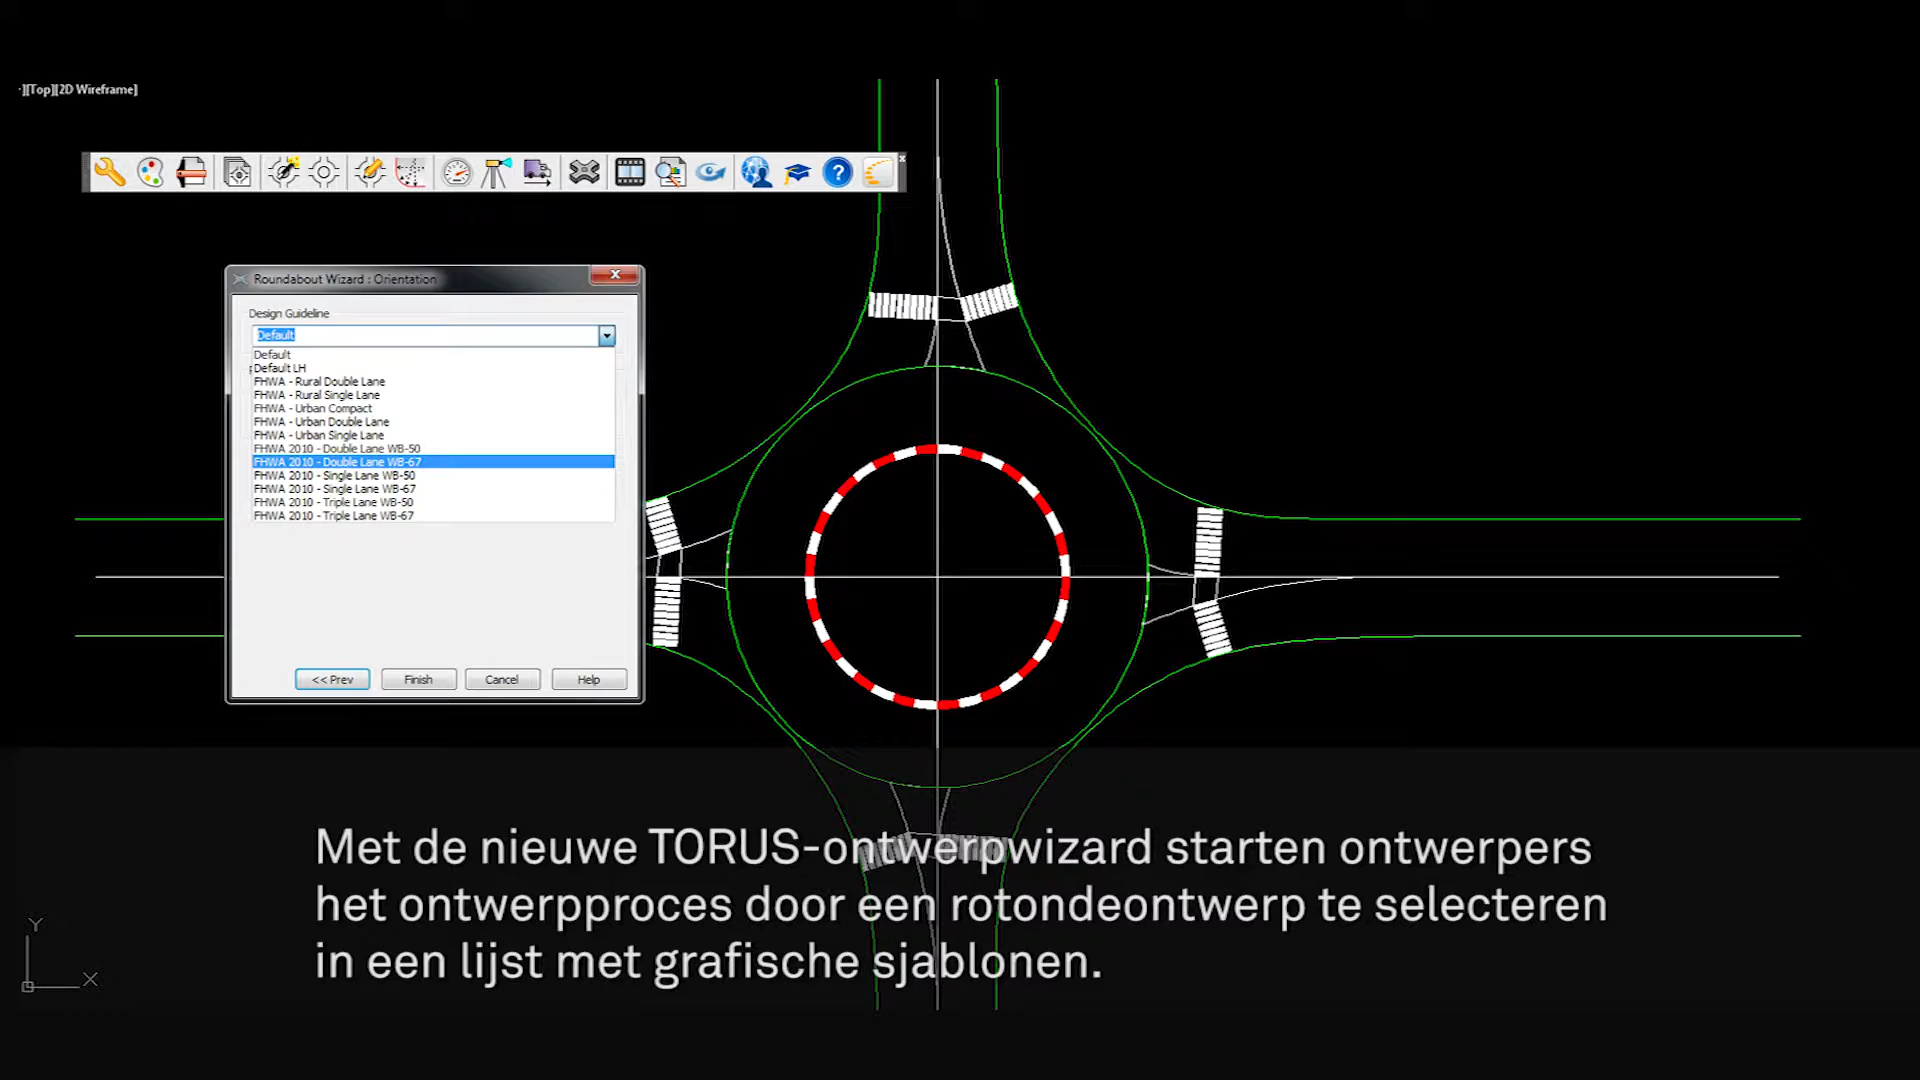 -][Top][2D Wireframe]
Roundabout Wizard : Orientation
Design Guideline
Default
Default
Default LH
FHWA - Rural Double Lane
FHWA - Rural Single Lane
FHWA - Urban Compact
FHWA - Urban Double Lane
FHWA - Urban Single Lane
FHWA 2010 - Double Lane WB-50
FHWA 2010 - Double Lane WB-67
FHWA 2010 - Single Lane WB-50
FHWA 2010 - Single Lane WB-67
FHWA 2010 - Triple Lane WB-50
FHWA 2010 - Triple Lane WB-67
<< Prev Finish Cancel Help
Met de nieuwe TORUS-ontwerpwizard starten ontwerpers
het ontwerpproces door een rotondeontwerp te selecteren
in een lijst met grafische sjablonen.
Y
X